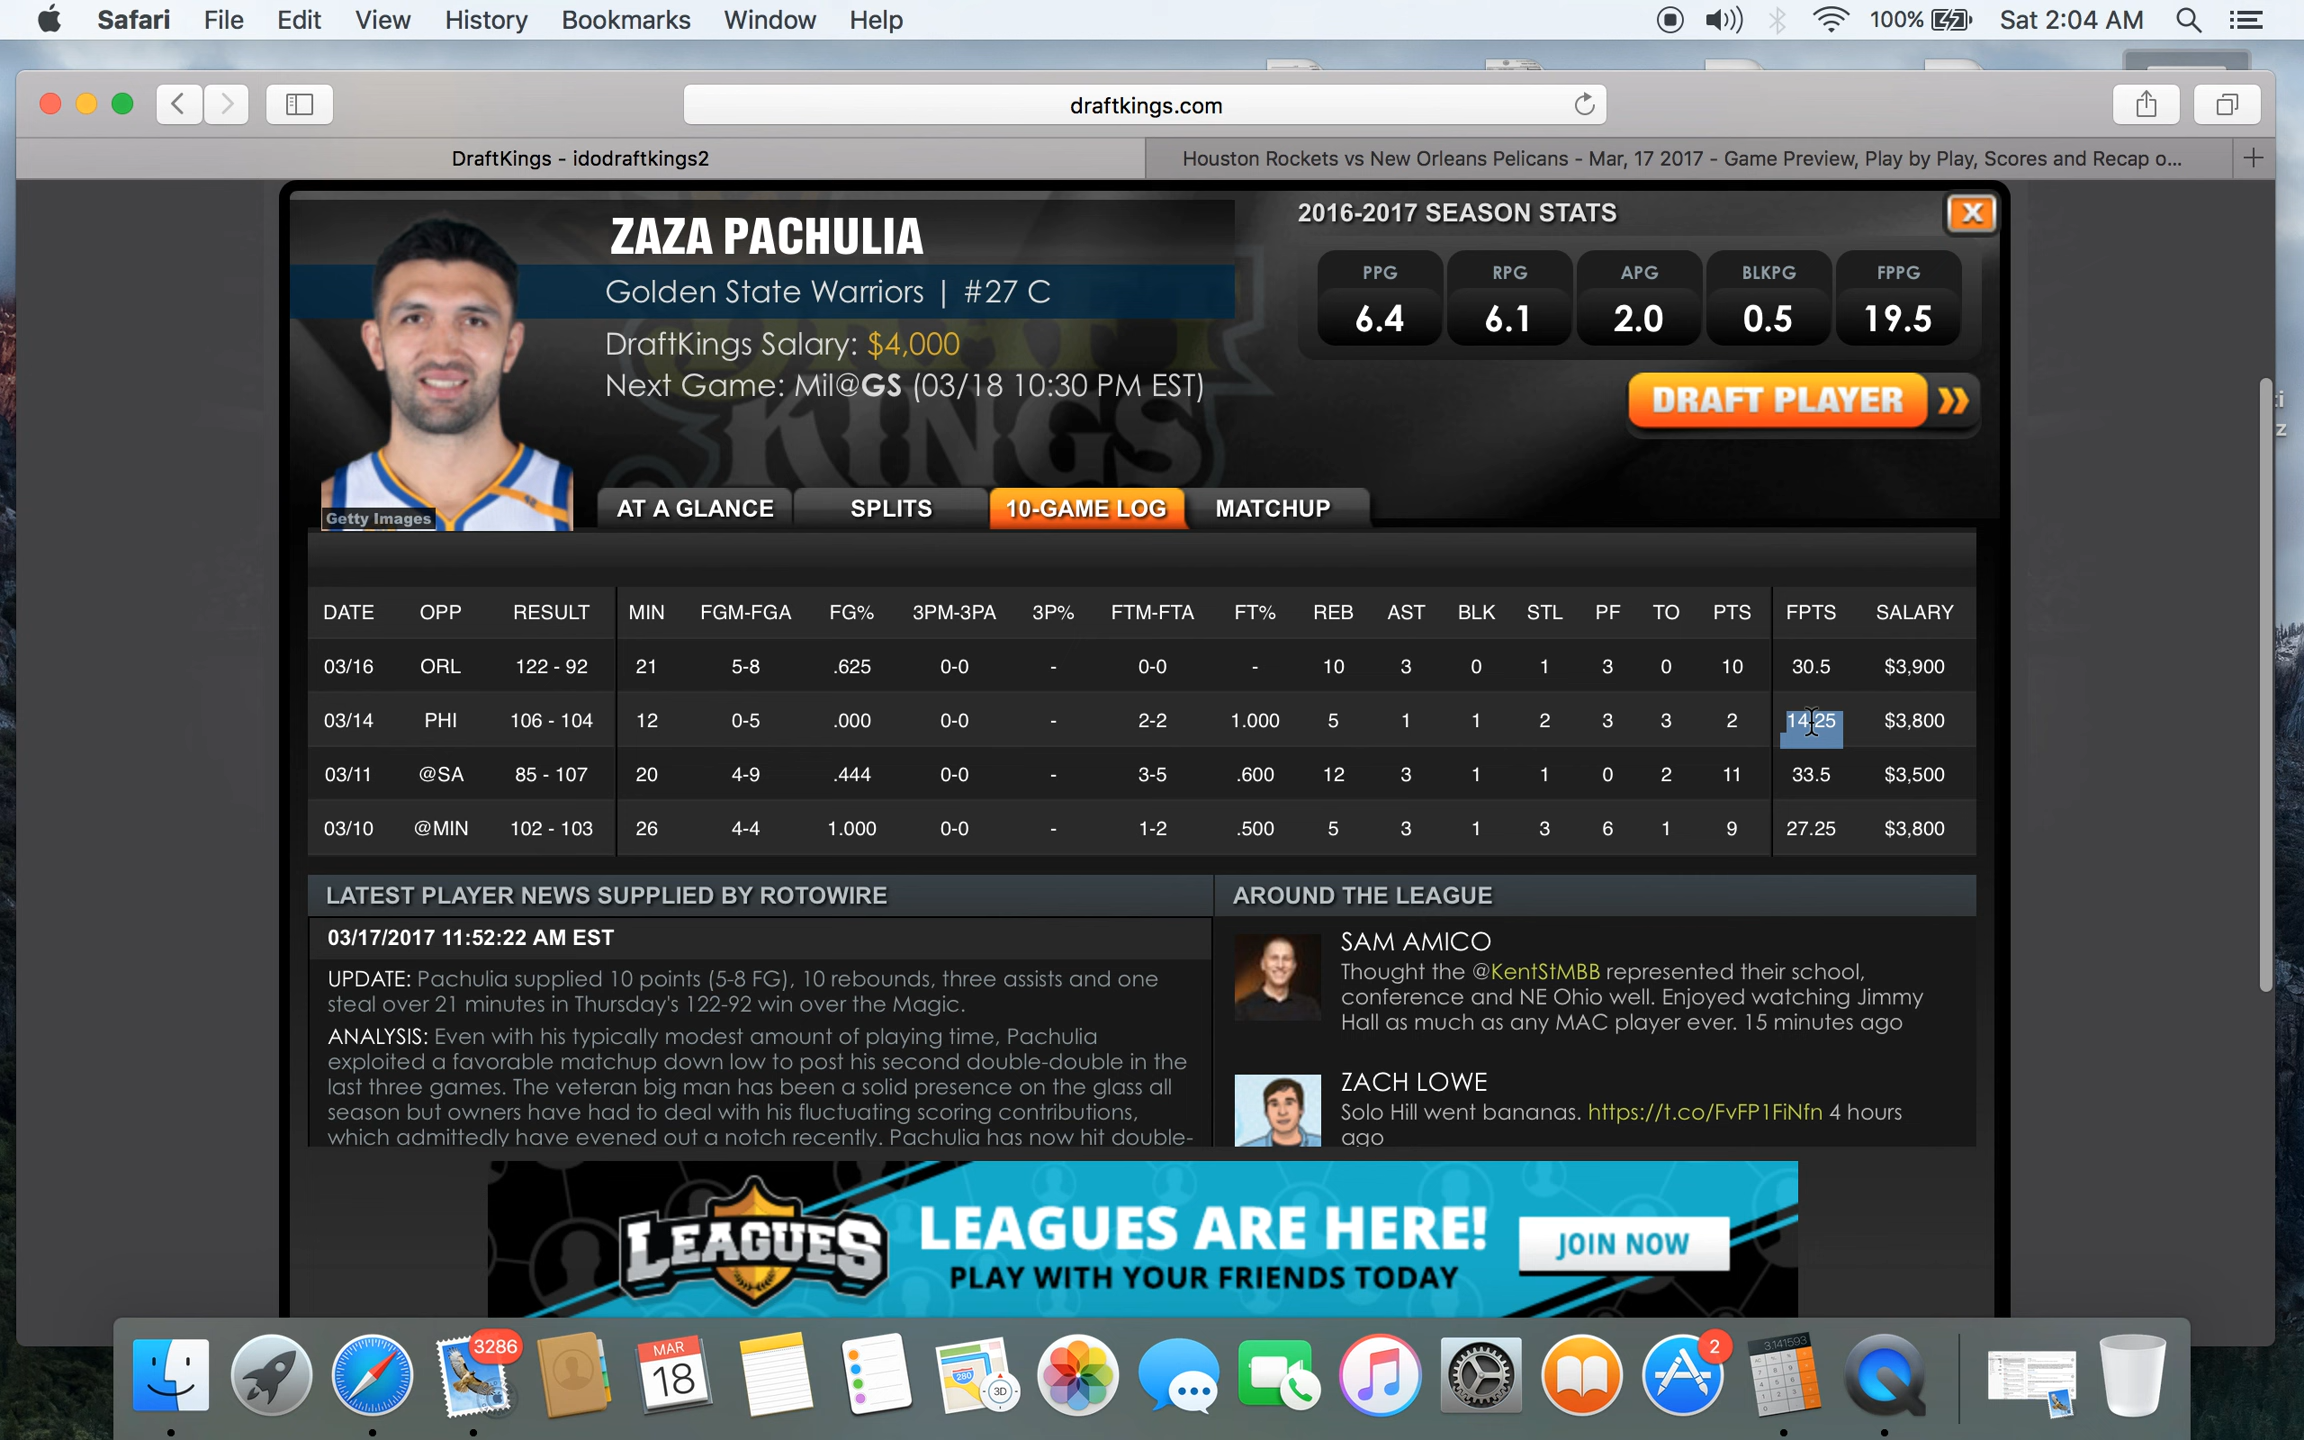 Safari File Edit View History Bookmarks Window Help 100% Sat 2:04 AM
draftkings.com
DraftKings - idodraftkings2
Houston Rockets vs New Orleans Pelicans - Mar, 17 2017 - Game Preview, Play by Play, Scores and Recap o...
ZAZA PACHULIA
Golden State Warriors | #27 C
DraftKings Salary: $4,000
Next Game: Mil@GS (03/18 10:30 PM EST)
Getty Images
2016-2017 SEASON STATS
X
PPG RPG APG BLKPG FPPG
6.4 6.1 2.0 0.5 19.5
DRAFT PLAYER
KINGS
AT A GLANCE SPLITS 10-GAME LOG MATCHUP
DATE OPP RESULT MIN FGM-FGA FG% 3PM-3PA 3P% FTM-FTA FT% REB AST BLK STL PF TO PTS FPTS SALARY
03/16 ORL 122 - 92 21 5-8 .625 0-0 - 0-0 - 10 3 0 1 3 0 10 30.5 $3,900
03/14 PHI 106 - 104 12 0-5 .000 0-0 - 2-2 1.000 5 1 1 2 3 3 2 14.25 $3,800
03/11 @SA 85 - 107 20 4-9 .444 0-0 - 3-5 .600 12 3 1 1 0 2 11 33.5 $3,500
03/10 @MIN 102 - 103 26 4-4 1.000 0-0 - 1-2 .500 5 3 1 3 6 1 9 27.25 $3,800
LATEST PLAYER NEWS SUPPLIED BY ROTOWIRE
03/17/2017 11:52:22 AM EST
UPDATE: Pachulia supplied 10 points (5-8 FG), 10 rebounds, three assists and one
steal over 21 minutes in Thursday's 122-92 win over the Magic.
ANALYSIS: Even with his typically modest amount of playing time, Pachulia
exploited a favorable matchup down low to post his second double-double in the
last three games. The veteran big man has been a solid presence on the glass all
season but owners have had to deal with his fluctuating scoring contributions,
which admittedly have evened out a notch recently. Pachulia has now hit double-
AROUND THE LEAGUE
SAM AMICO
Thought the @KentStMBB represented their school,
conference and NE Ohio well. Enjoyed watching Jimmy
Hall as much as any MAC player ever. 15 minutes ago
ZACH LOWE
Solo Hill went bananas. https://t.co/FvFP1FiNfn 4 hours
ago
LEAGUES
LEAGUES ARE HERE!
PLAY WITH YOUR FRIENDS TODAY
JOIN NOW
3286
MAR
18
280
3D
2
3.141593